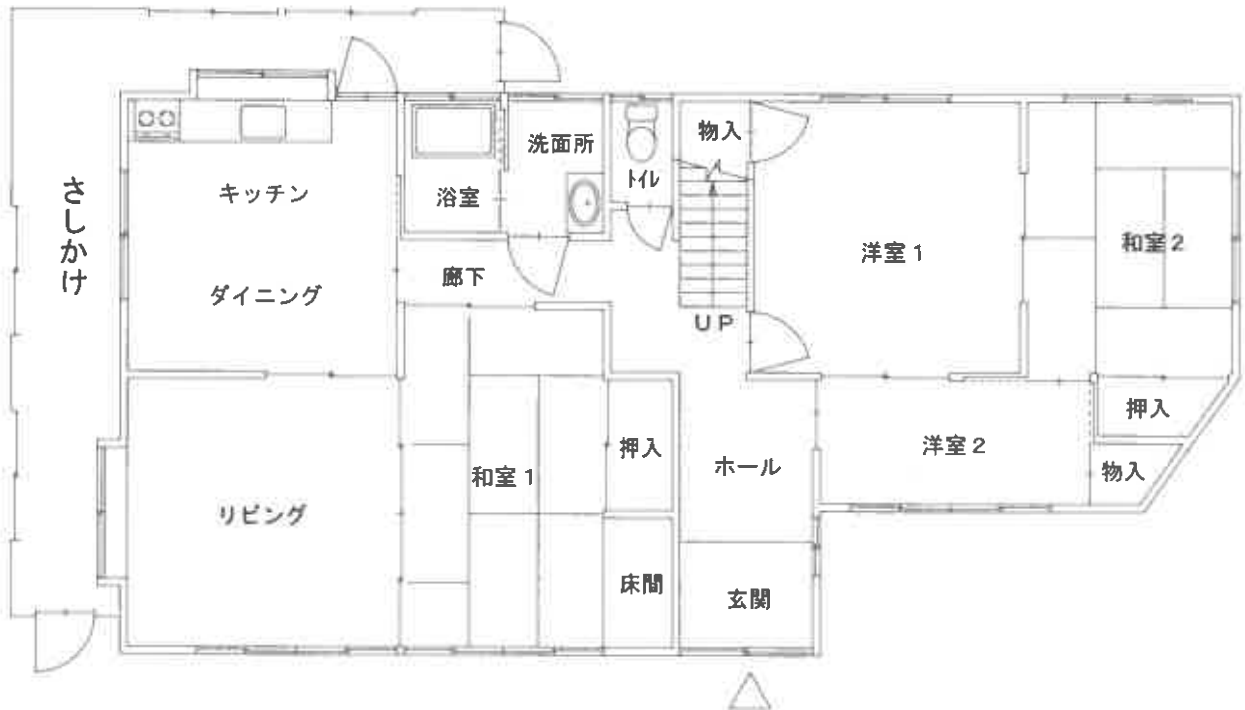 物入
洗面所
さしかけ
キッチン
浴室
トイレ
和室2
洋室1
廊下
ダイニング
UP
押入
洋室2
押入
和室1
ホール
物入
リビング
床間
玄関